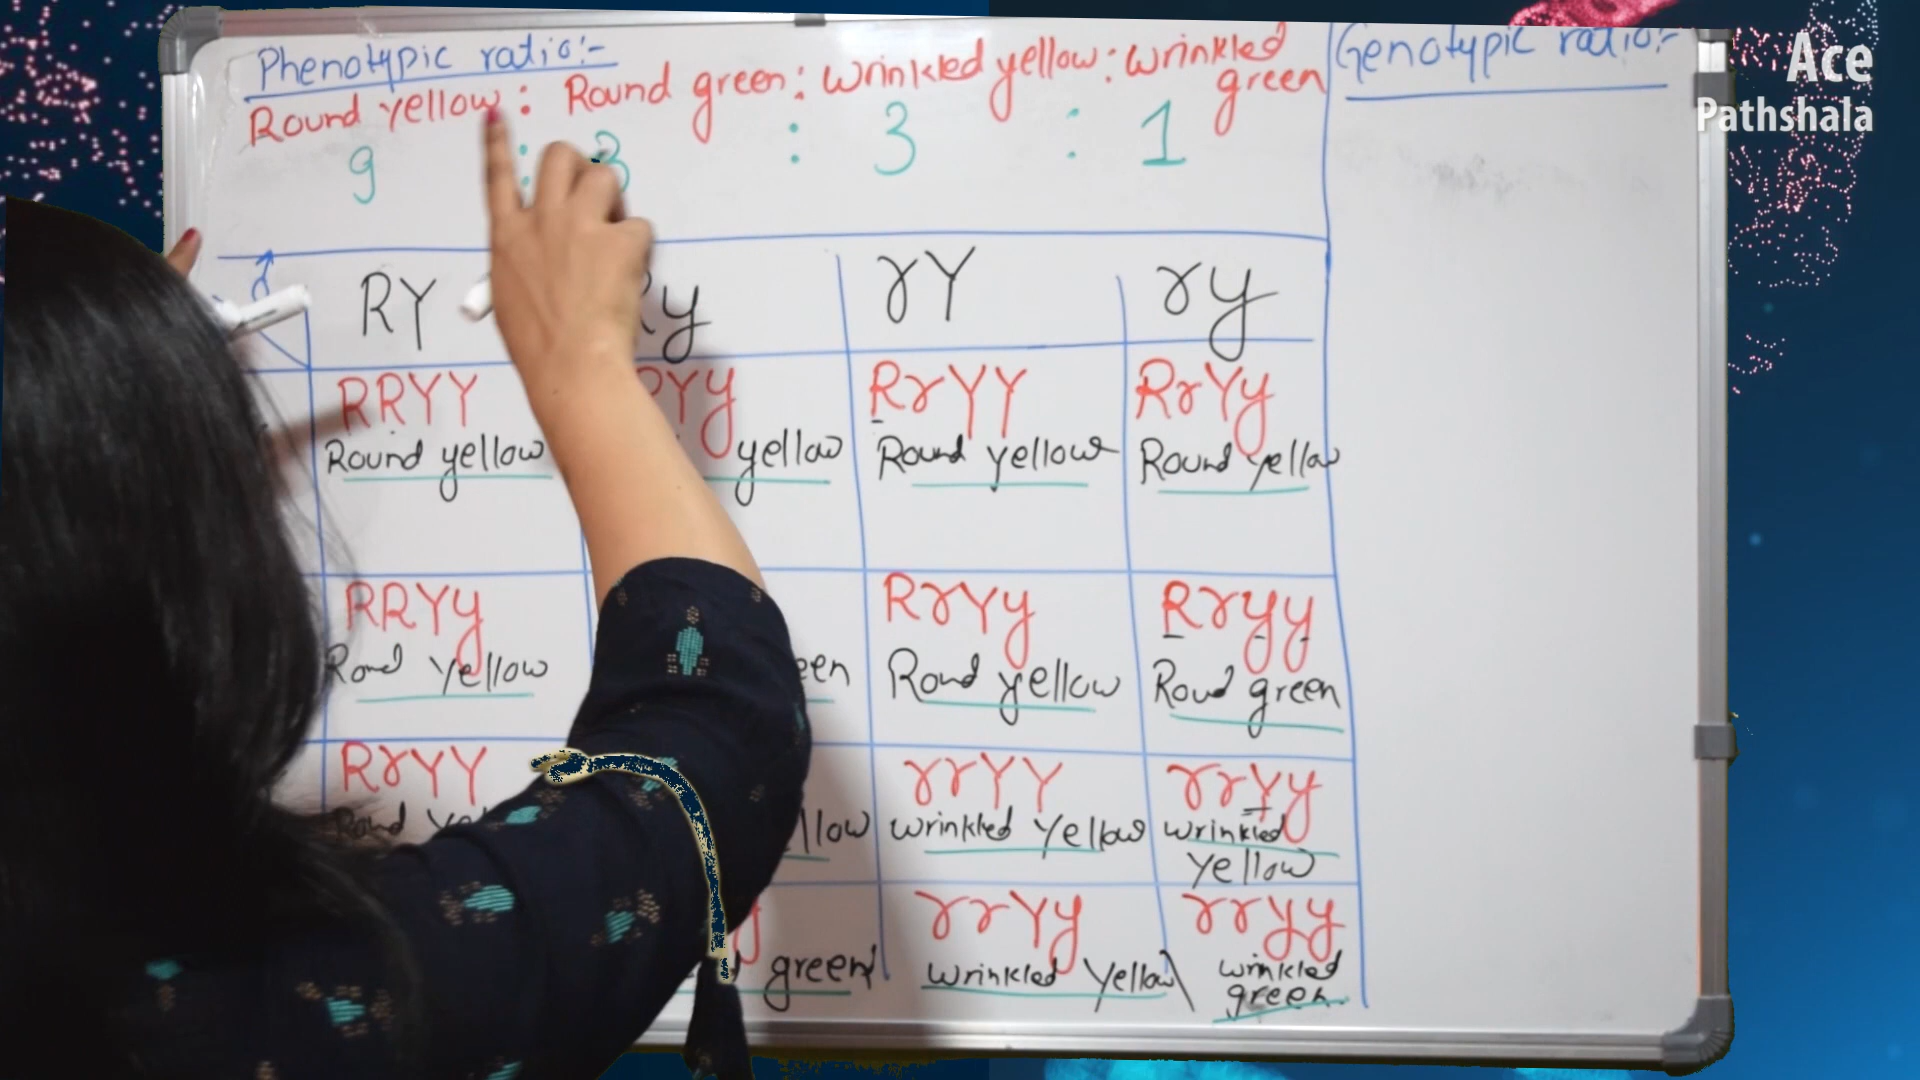 Phenotypic ratio:-
Round yellow : Round green : wrinkled yellow : wrinkled green
9 : 3 : 3 : 1
Genotypic ratio:-
Ace
Pathshala
♂ RY Ry rY ry
RRYY RrYY RrYy
Round yellow yellow Round yellow Round yellow
RRYy RrYy Rryy
Round yellow Round yellow Round green
RrYY rrYY rrYy
Round wrinkled yellow wrinkled yellow
rrYy rryy
green wrinkled yellow wrinkled green